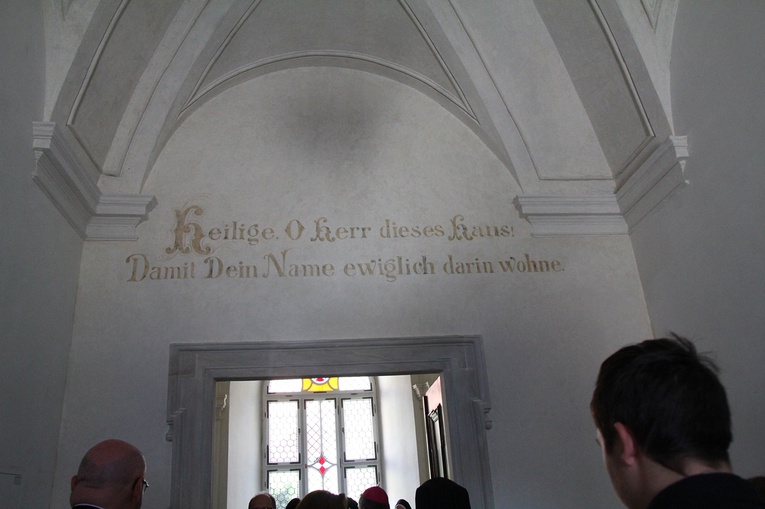 Heilige, O Herr dieses Haus!
Damit Dein Name ewiglich darin wohne.